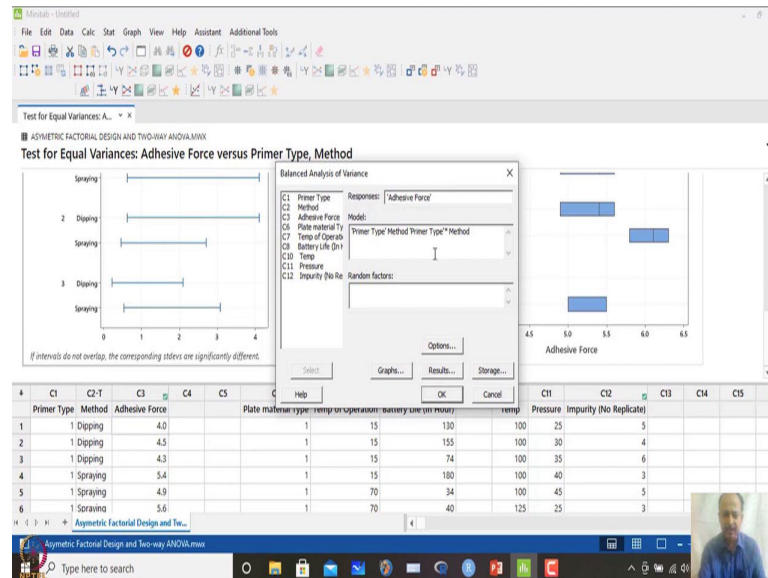 Minitab - Untitled
File Edit Data Calc Stat Graph View Help Assistant Additional Tools
Test for Equal Variances: A...
ASYMETRIC FACTORIAL DESIGN AND TWO-WAY ANOVA.MWX
Test for Equal Variances: Adhesive Force versus Primer Type, Method
Spraying
2 Dipping
Spraying
3 Dipping
Spraying
0 1 2 3 4
If intervals do not overlap, the corresponding stdevs are significantly different.
4.5 5.0 5.5 6.0 6.5
Adhesive Force
Balanced Analysis of Variance X
C1 Primer Type
C2 Method
C3 Adhesive Force
C6 Plate material Ty
C7 Temp of Operati
C8 Battery Life (In H
C10 Temp
C11 Pressure
C12 Impurity (No Re
Responses: 'Adhesive Force'
Model:
'Primer Type' Method 'Primer Type'* Method
Random factors:
Options...
Select Graphs... Results... Storage...
Help OK Cancel
C1 C2-T C3 C4 C5 C11 C12 C13 C14 C15
Primer Type Method Adhesive Force Plate material Type Temp of Operation Battery Life (In Hour) Temp Pressure Impurity (No Replicate)
1 1 Dipping 4.0 1 15 130 100 25 5
2 1 Dipping 4.5 1 15 155 100 30 4
3 1 Dipping 4.3 1 15 74 100 35 6
4 1 Spraying 5.4 1 15 180 100 40 3
5 1 Spraying 4.9 1 70 34 100 45 5
6 1 Spraying 5.6 1 70 40 125 25 3
Asymetric Factorial Design and Tw...
Asymetric Factorial Design and Two-way ANOVA.mwx
Type here to search
NPTEL